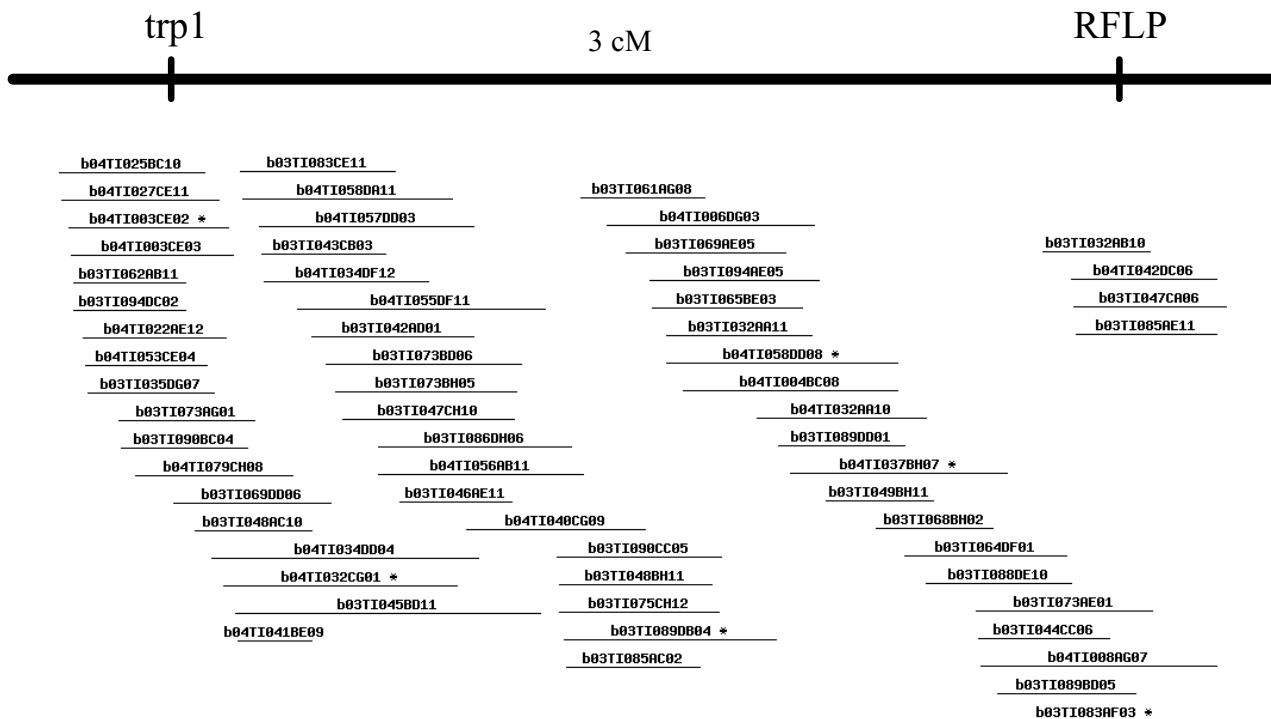 trp1
3 cM
RFLP
b04TI025BC10
b04TI027CE11
b04TI003CE02 *
b04TI003CE03
b03TI062AB11
b03TI094DC02
b04TI022AE12
b04TI053CE04
b03TI035DG07
b03TI073AG01
b03TI090BC04
b04TI079CH08
b03TI069DD06
b03TI048AC10
b04TI034DD04
b04TI032CG01 *
b03TI045BD11
b04TI041BE09
b03TI083CE11
b04TI058DA11
b04TI057DD03
b03TI043CB03
b04TI034DF12
b04TI055DF11
b03TI042AD01
b03TI073BD06
b03TI073BH05
b03TI047CH10
b03TI086DH06
b04TI056AB11
b03TI046AE11
b04TI040CG09
b03TI090CC05
b03TI048BH11
b03TI075CH12
b03TI089DB04 *
b03TI085AC02
b03TI061AG08
b04TI006DG03
b03TI069AE05
b03TI094AE05
b03TI065BE03
b03TI032AA11
b04TI058DD08 *
b04TI004BC08
b04TI032AA10
b03TI089DD01
b04TI037BH07 *
b03TI049BH11
b03TI068BH02
b03TI064DF01
b03TI088DE10
b03TI073AE01
b03TI044CC06
b04TI008AG07
b03TI089BD05
b03TI083AF03 *
b03TI032AB10
b04TI042DC06
b03TI047CA06
b03TI085AE11